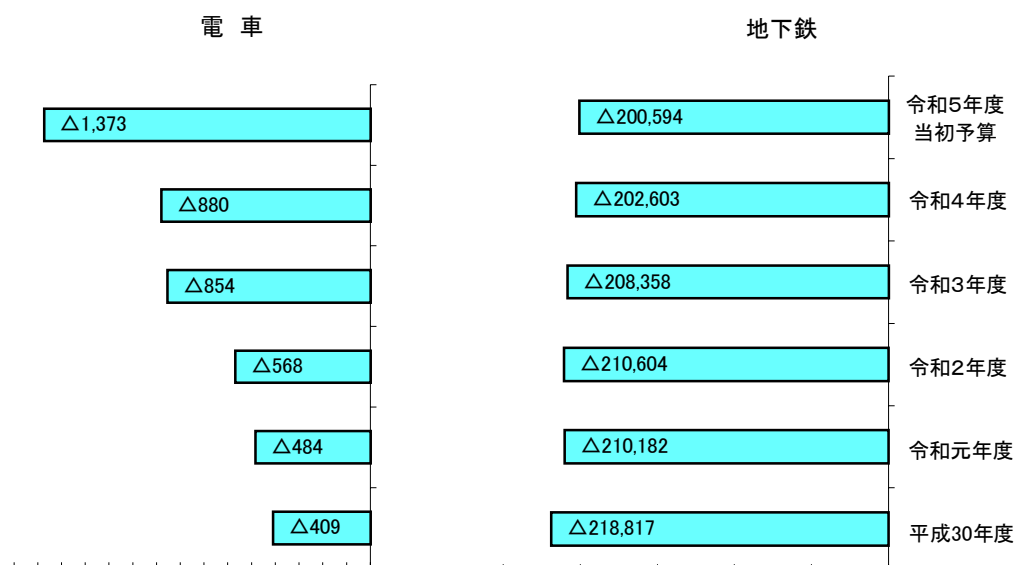 電 車
地下鉄
△1,373
△200,594
令和5年度
当初予算
△880
△202,603
令和4年度
△854
△208,358
令和3年度
△568
△210,604
令和2年度
△484
△210,182
令和元年度
△409
△218,817
平成30年度